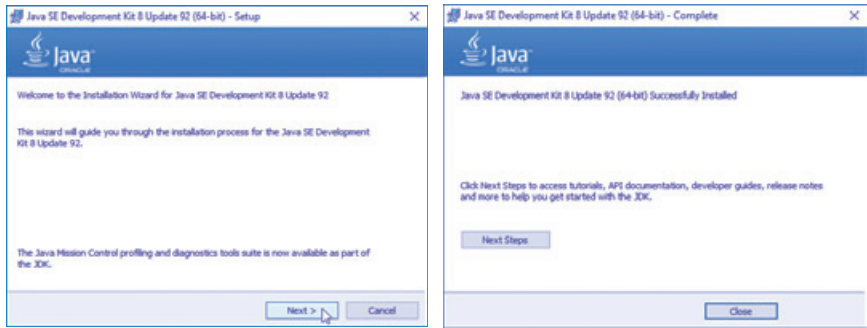 Java SE Development Kit 8 Update 92 (64-bit) - Setup
Java
ORACLE
Welcome to the Installation Wizard for Java SE Development Kit 8 Update 92
This wizard will guide you through the installation process for the Java SE Development
Kit 8 Update 92.
The Java Mission Control profiling and diagnostics tools suite is now available as part of
the JDK.
Next >
Cancel
Java SE Development Kit 8 Update 92 (64-bit) - Complete
Java
ORACLE
Java SE Development Kit 8 Update 92 (64-bit) Successfully Installed
Click Next Steps to access tutorials, API documentation, developer guides, release notes
and more to help you get started with the JDK.
Next Steps
Close